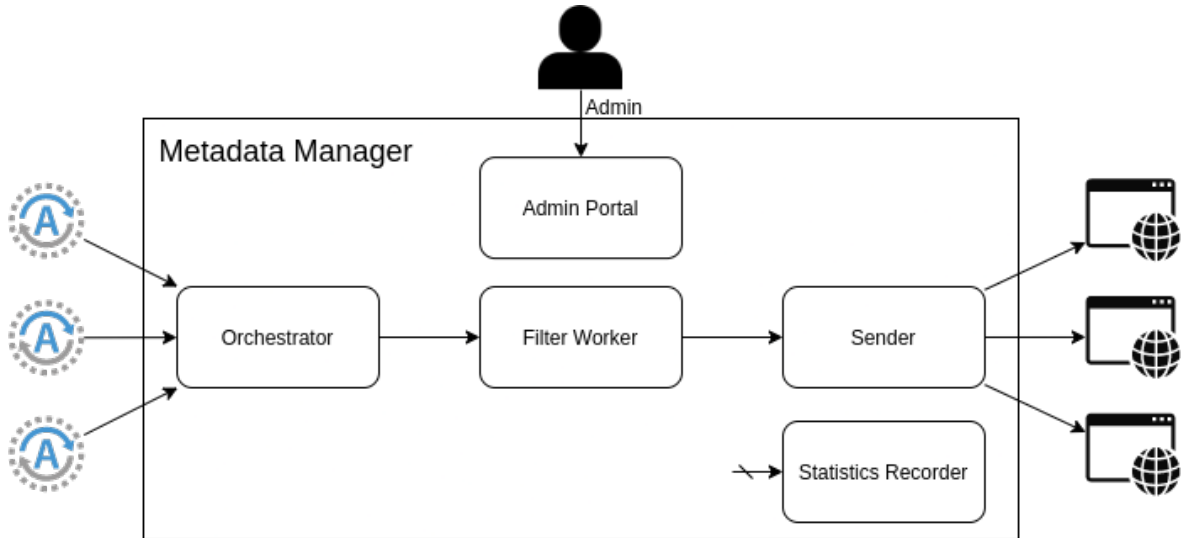 Admin
Metadata Manager
Admin Portal
A
A
A
Orchestrator
Filter Worker
Sender
Statistics Recorder